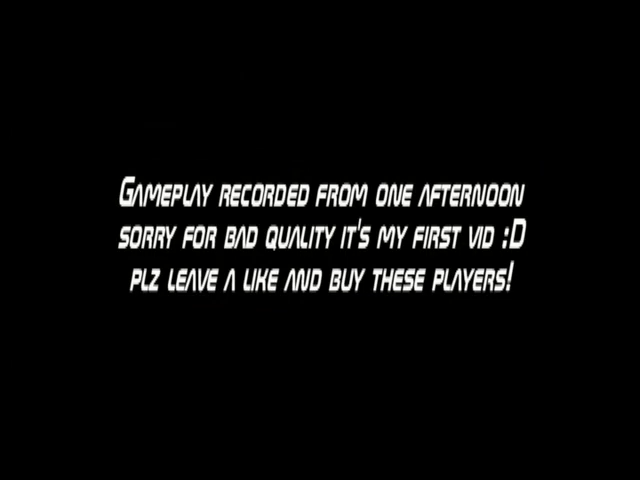 Gameplay recorded from one afternoon
sorry for bad quality it's my first vid :D
plz leave a like and buy these players!